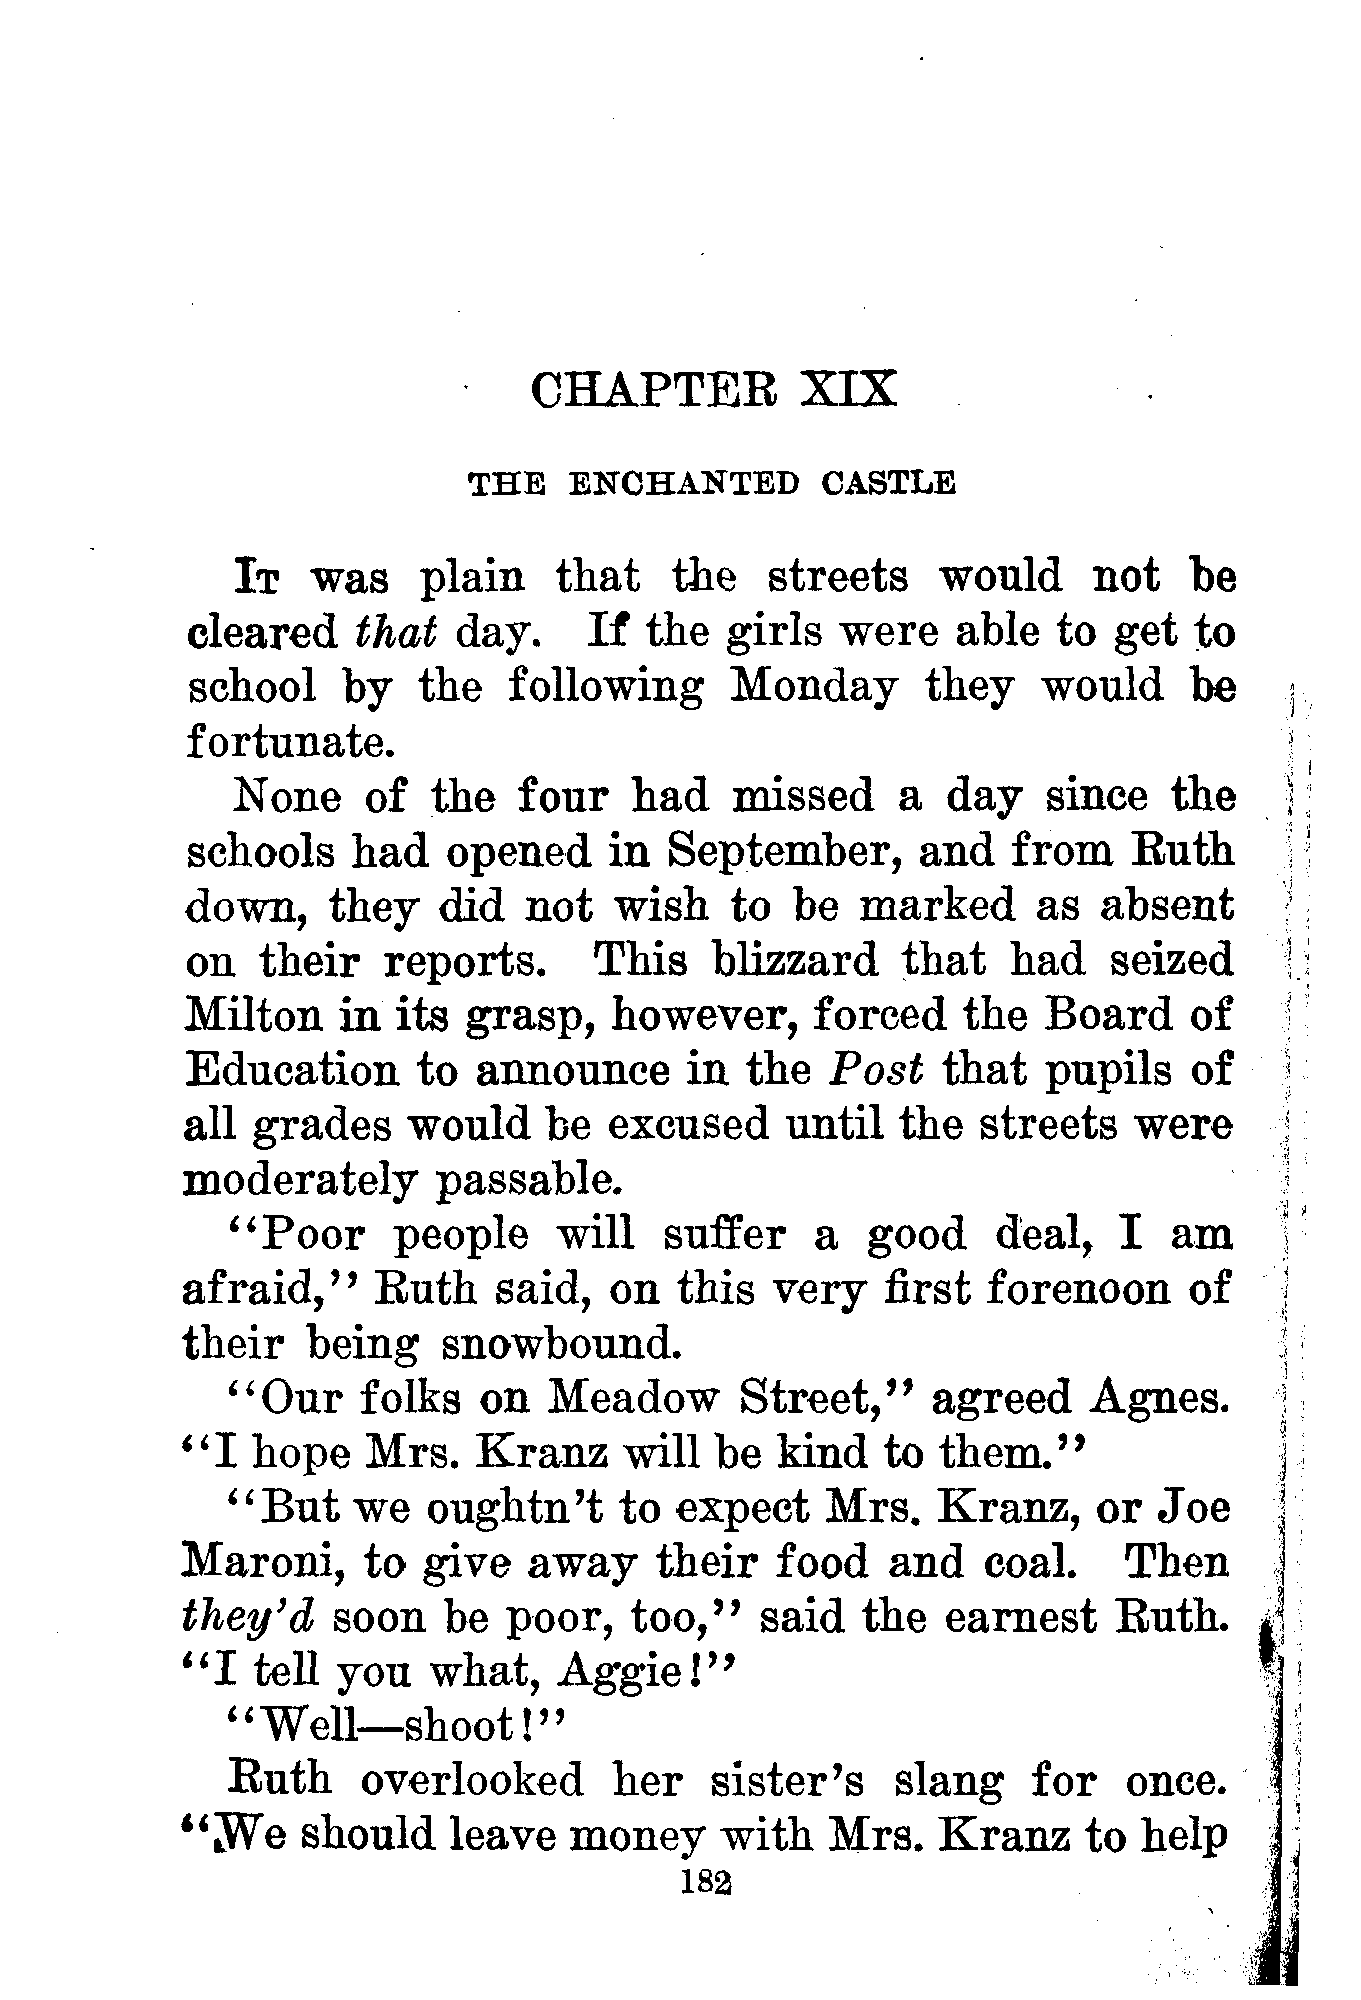 CHAPTER XIX
THE ENCHANTED CASTLE
It was plain that the streets would not be
cleared that day. If the girls were able to get to
school by the following Monday they would be
fortunate.
None of the four had missed a day since the
schools had opened in September, and from Ruth
down, they did not wish to be marked as absent
on their reports. This blizzard that had seized
Milton in its grasp, however, forced the Board of
Education to announce in the Post that pupils of
all grades would be excused until the streets were
moderately passable.
"Poor people will suffer a good deal, I am
afraid," Ruth said, on this very first forenoon of
their being snowbound.
"Our folks on Meadow Street," agreed Agnes.
"I hope Mrs. Kranz will be kind to them."
"But we oughtn't to expect Mrs. Kranz, or Joe
Maroni, to give away their food and coal. Then
they'd soon be poor, too," said the earnest Ruth.
"I tell you what, Aggie!"
"Well—shoot!"
Ruth overlooked her sister's slang for once.
"We should leave money with Mrs. Kranz to help
182